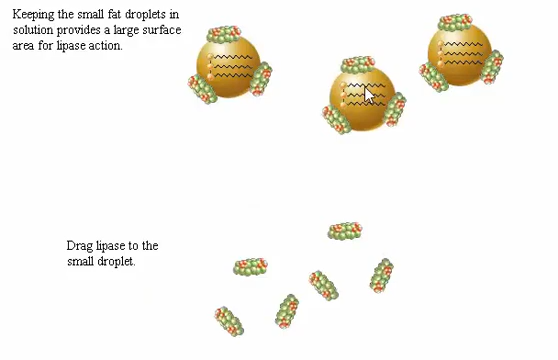 Keeping the small fat droplets in
solution provides a large surface
area for lipase action.
Drag lipase to the
small droplet.